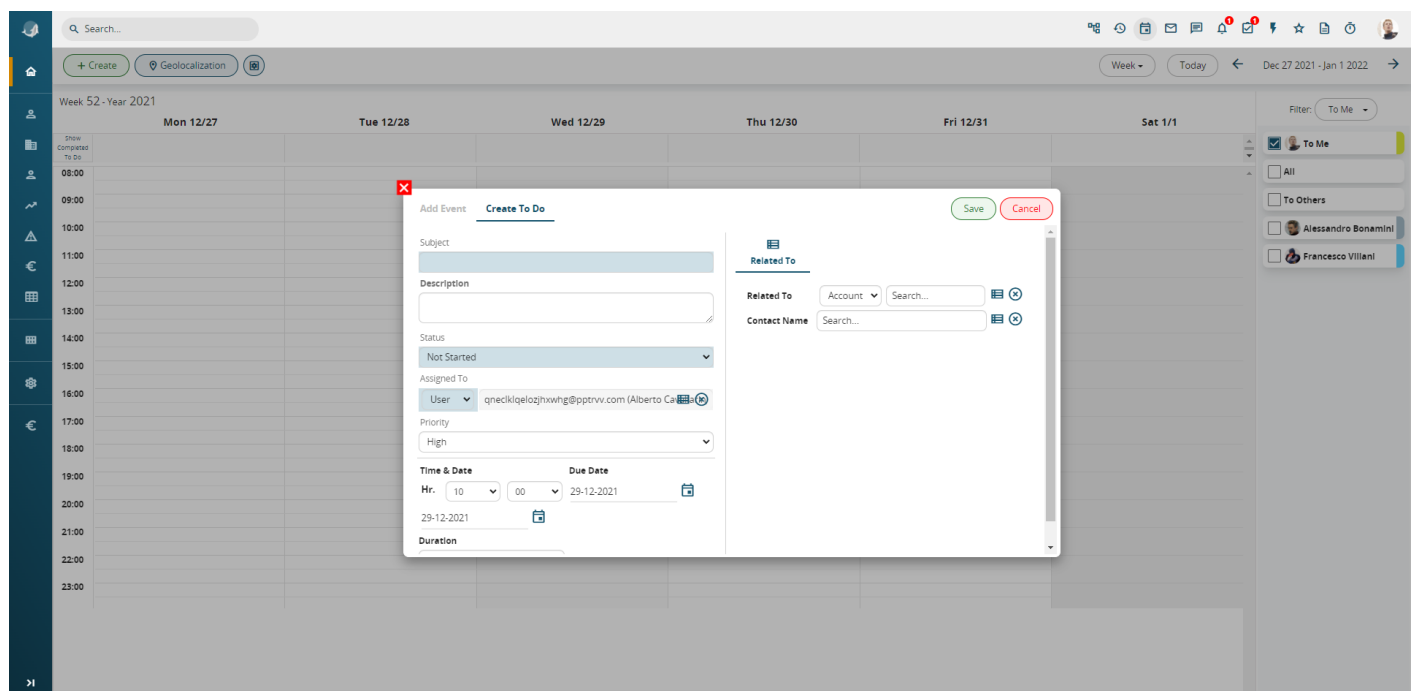 Search...
1
1
+ Create
Geolocalization
Week
Today
Dec 27 2021 - Jan 1 2022
Week 52 - Year 2021
Mon 12/27
Tue 12/28
Wed 12/29
Thu 12/30
Fri 12/31
Sat 1/1
Show
Completed
To Do
08:00
09:00
10:00
11:00
12:00
13:00
14:00
15:00
16:00
17:00
18:00
19:00
20:00
21:00
22:00
23:00
Filter: To Me
To Me
All
To Others
Alessandro Bonamini
Francesco Villani
Add Event
Create To Do
Save
Cancel
Subject
Description
Status
Not Started
Assigned To
User
qneclklqelozjhxwhg@pptrvv.com (Alberto
Priority
High
Time & Date
Due Date
Hr. 10 00 29-12-2021
29-12-2021
Duration
Related To
Related To Account Search...
Contact Name Search...